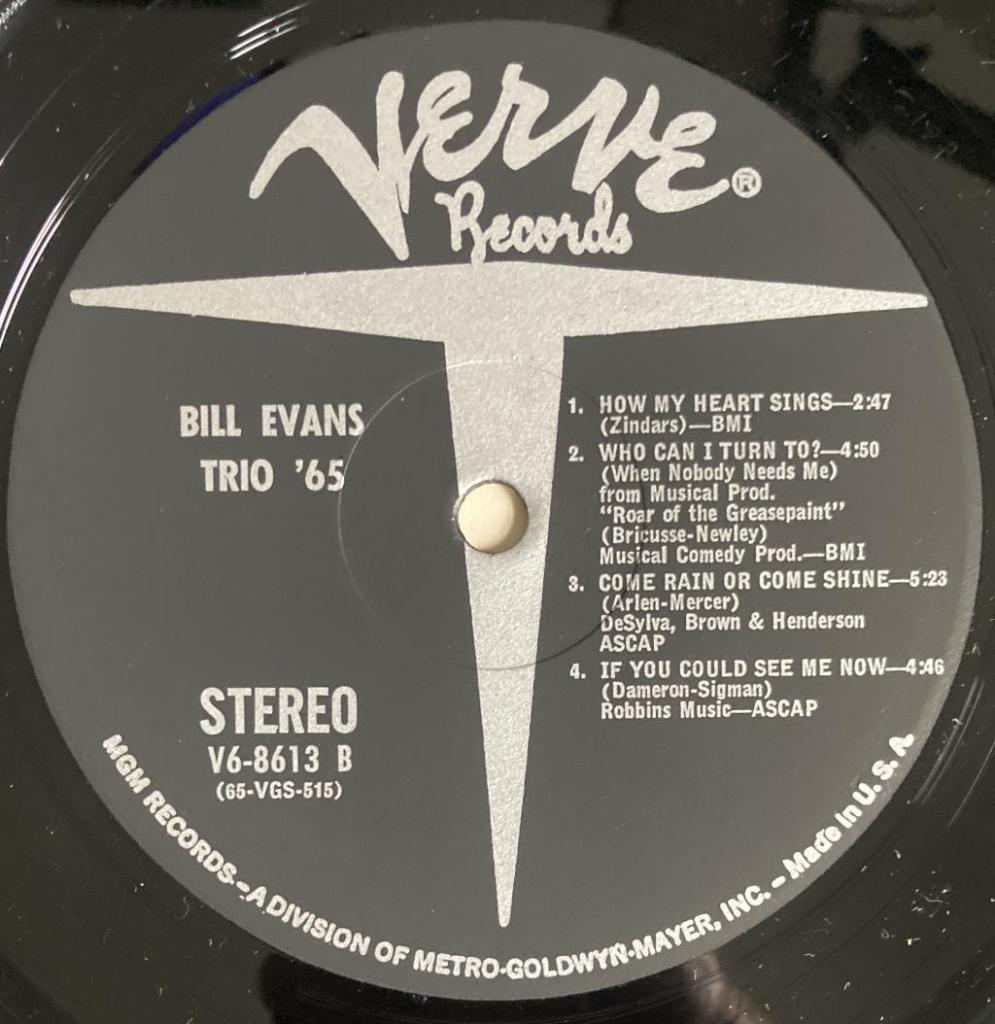 Verve®
Records
BILL EVANS
TRIO '65
1. HOW MY HEART SINGS—2:47
(Zindars)—BMI
2. WHO CAN I TURN TO?—4:50
(When Nobody Needs Me)
from Musical Prod.
“Roar of the Greasepaint”
(Bricusse-Newley)
Musical Comedy Prod.—BMI
3. COME RAIN OR COME SHINE—5:23
(Arlen-Mercer)
DeSylva, Brown & Henderson
ASCAP
4. IF YOU COULD SEE ME NOW—4:46
(Dameron-Sigman)
Robbins Music—ASCAP
STEREO
V6-8613 B
(65-VGS-515)
MGM RECORDS-A DIVISION OF METRO-GOLDWYN-MAYER, INC. - Made in U. S. A.